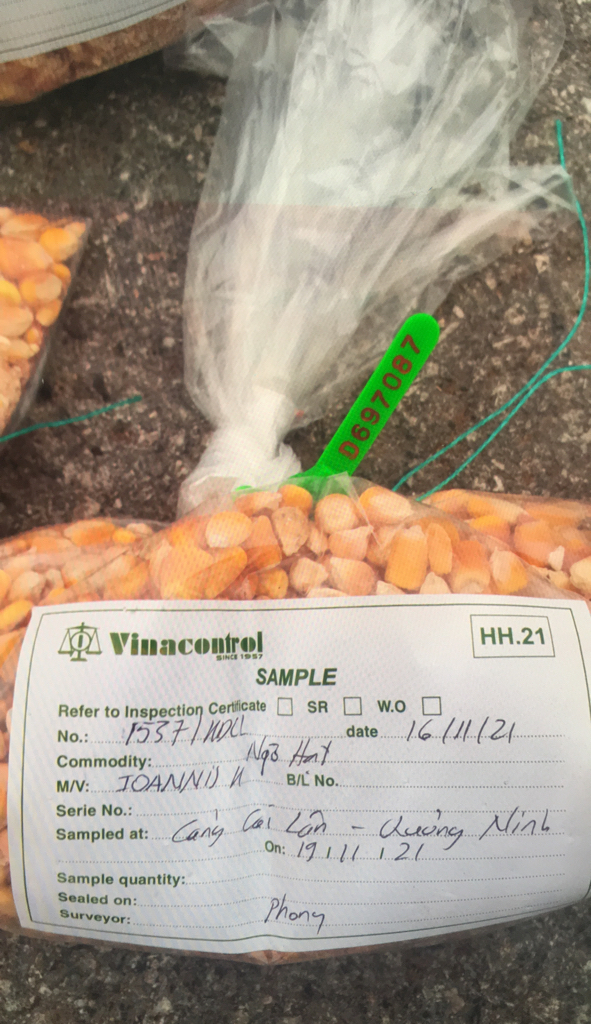 D697087
Vinacontrol
SINCE 1957
HH.21
SAMPLE
Refer to Inspection Certificate SR W.O
No.: 1537/ date 16/11/21
Commodity: Ngô Hạt
M/V: IOANNIS K B/L No.
Serie No.:
Sampled at: Cảng Cái Lân - Quảng Ninh
On: 19/11/21
Sample quantity:
Sealed on:
Surveyor: Phong